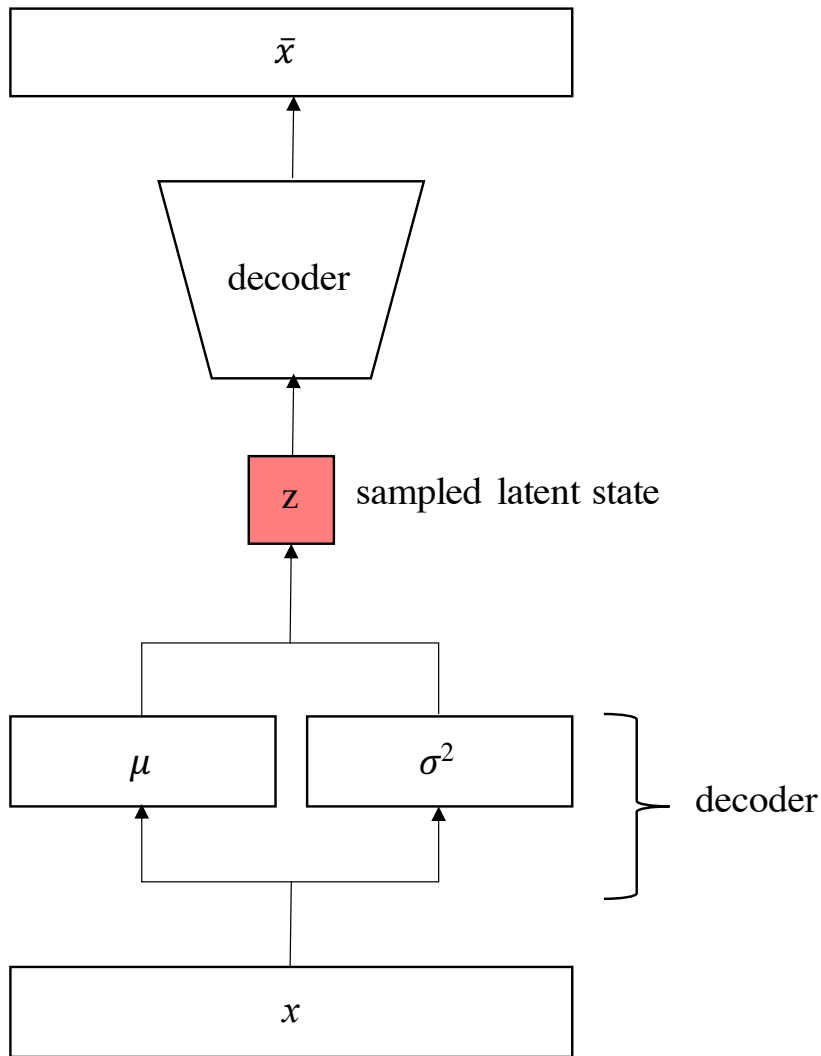 x̄
decoder
z
sampled latent state
μ
σ²
decoder
x